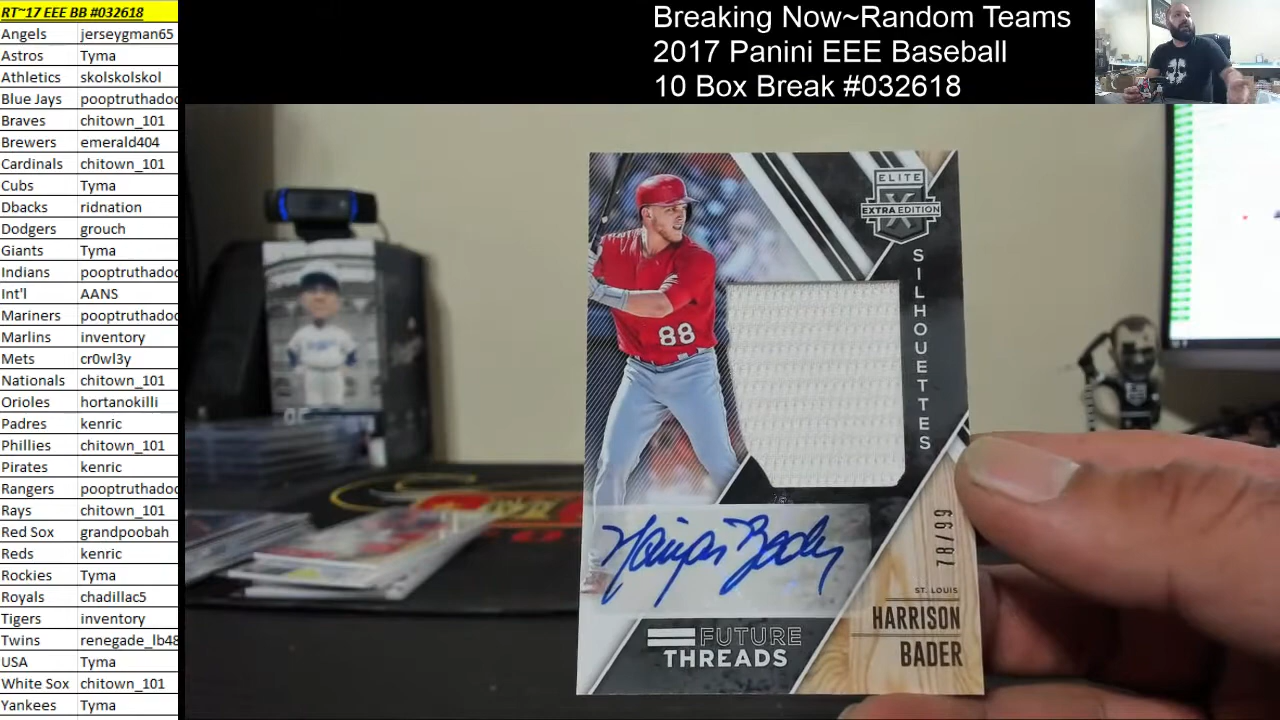 RT~17 EEE BB #032618
Angels jerseygman65
Astros Tyma
Athletics skolskolskol
Blue Jays pooptruthadoc
Braves chitown_101
Brewers emerald404
Cardinals chitown_101
Cubs Tyma
Dbacks ridnation
Dodgers grouch
Giants Tyma
Indians pooptruthadoc
Int'l AANS
Mariners pooptruthadoc
Marlins inventory
Mets cr0wl3y
Nationals chitown_101
Orioles hortanokilli
Padres kenric
Phillies chitown_101
Pirates kenric
Rangers pooptruthadoc
Rays chitown_101
Red Sox grandpoobah
Reds kenric
Rockies Tyma
Royals chadillac5
Tigers inventory
Twins renegade_lb48
USA Tyma
White Sox chitown_101
Yankees Tyma
Breaking Now~Random Teams
2017 Panini EEE Baseball
10 Box Break #032618
ELITE
X
EXTRA EDITION
SILHOUETTES
88
78/99
ST. LOUIS
HARRISON
BADER
FUTURE
THREADS